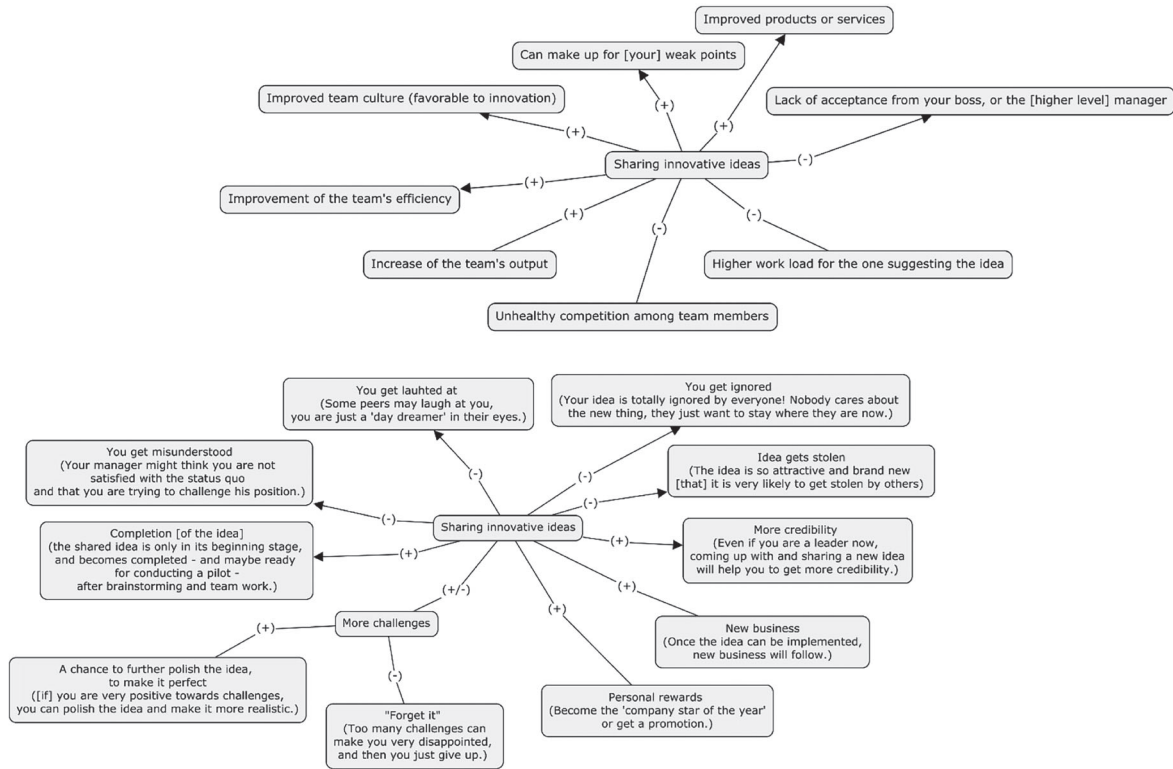 Improved products or services
Can make up for [your] weak points
Improved team culture (favorable to innovation)
Lack of acceptance from your boss, or the [higher level] manager
(+)
(+)
(+)
(-)
Sharing innovative ideas
Improvement of the team's efficiency
(+)
(+)
(-)
(-)
Increase of the team's output
Higher work load for the one suggesting the idea
Unhealthy competition among team members
You get lauhted at
(Some peers may laugh at you,
you are just a 'day dreamer' in their eyes.)
You get ignored
(Your idea is totally ignored by everyone! Nobody cares about
the new thing, they just want to stay where they are now.)
You get misunderstood
(Your manager might think you are not
satisfied with the status quo
and that you are trying to challenge his position.)
Idea gets stolen
(The idea is so attractive and brand new
[that] it is very likely to get stolen by others)
(-)
(-)
(-)
(-)
Sharing innovative ideas
Completion [of the idea]
(the shared idea is only in its beginning stage,
and becomes completed - and maybe ready
for conducting a pilot -
after brainstorming and team work.)
(+)
(+)
More credibility
(Even if you are a leader now,
coming up with and sharing a new idea
will help you to get more credibility.)
(+/-)
(+)
(+)
More challenges
(+)
New business
(Once the idea can be implemented,
new business will follow.)
A chance to further polish the idea,
to make it perfect
([if] you are very positive towards challenges,
you can polish the idea and make it more realistic.)
(-)
Personal rewards
(Become the 'company star of the year'
or get a promotion.)
"Forget it"
(Too many challenges can
make you very disappointed,
and then you just give up.)